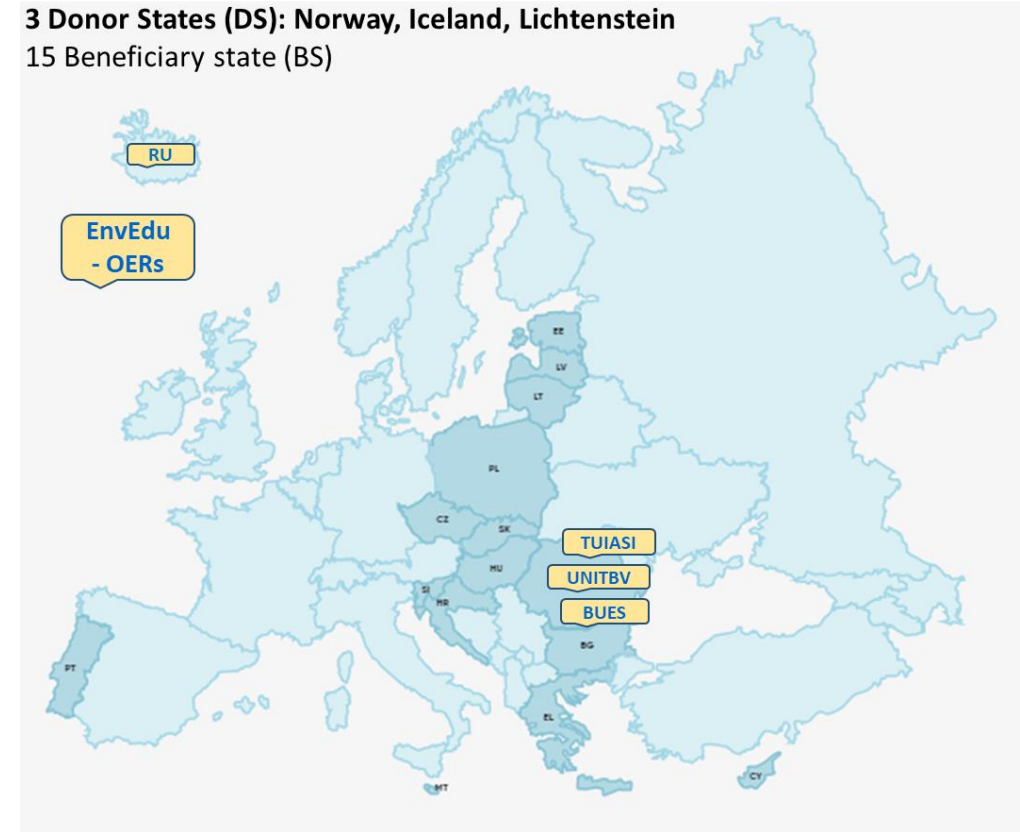 3 Donor States (DS): Norway, Iceland, Lichtenstein
15 Beneficiary state (BS)
RU
EnvEdu
- OERs
EE
LV
LT
PL
CZ
SK
TUIASI
HU
UNITBV
SI
HR
BUES
BG
PT
EL
CY
MT